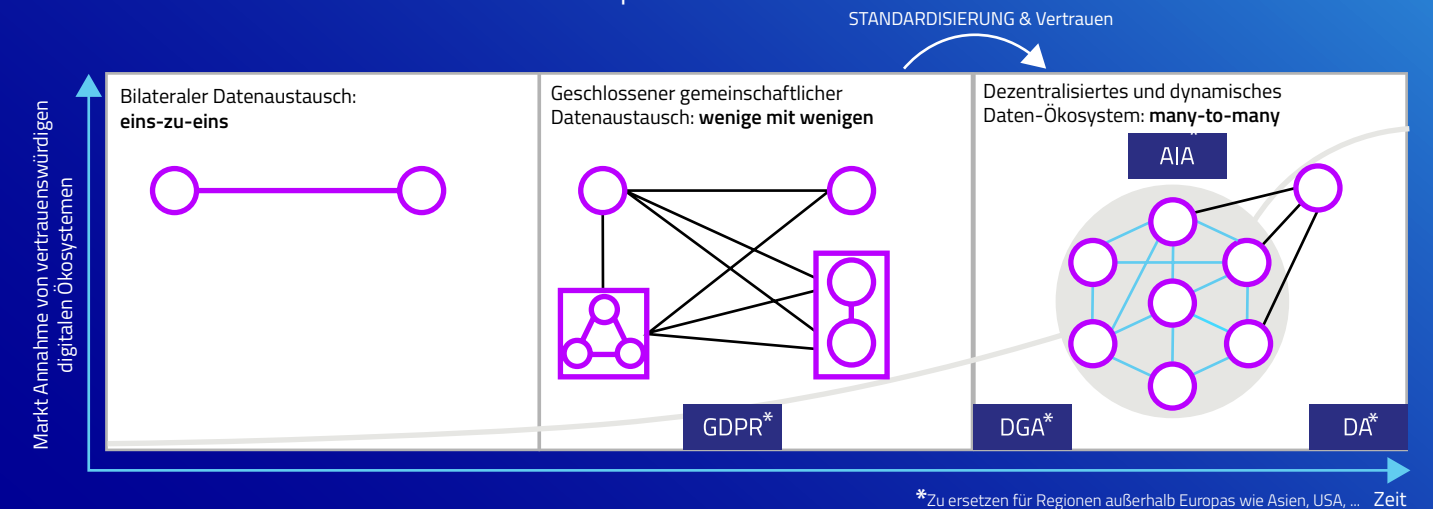 STANDARDISIERUNG & Vertrauen
Markt Annahme von vertrauenswürdigen
digitalen Ökosystemen
Bilateraler Datenaustausch:
eins-zu-eins
Geschlossener gemeinschaftlicher
Datenaustausch: wenige mit wenigen
Dezentralisiertes und dynamisches
Daten-Ökosystem: many-to-many
AIA*
GDPR*
DGA*
DA*
*Zu ersetzen für Regionen außerhalb Europas wie Asien, USA, ...
Zeit